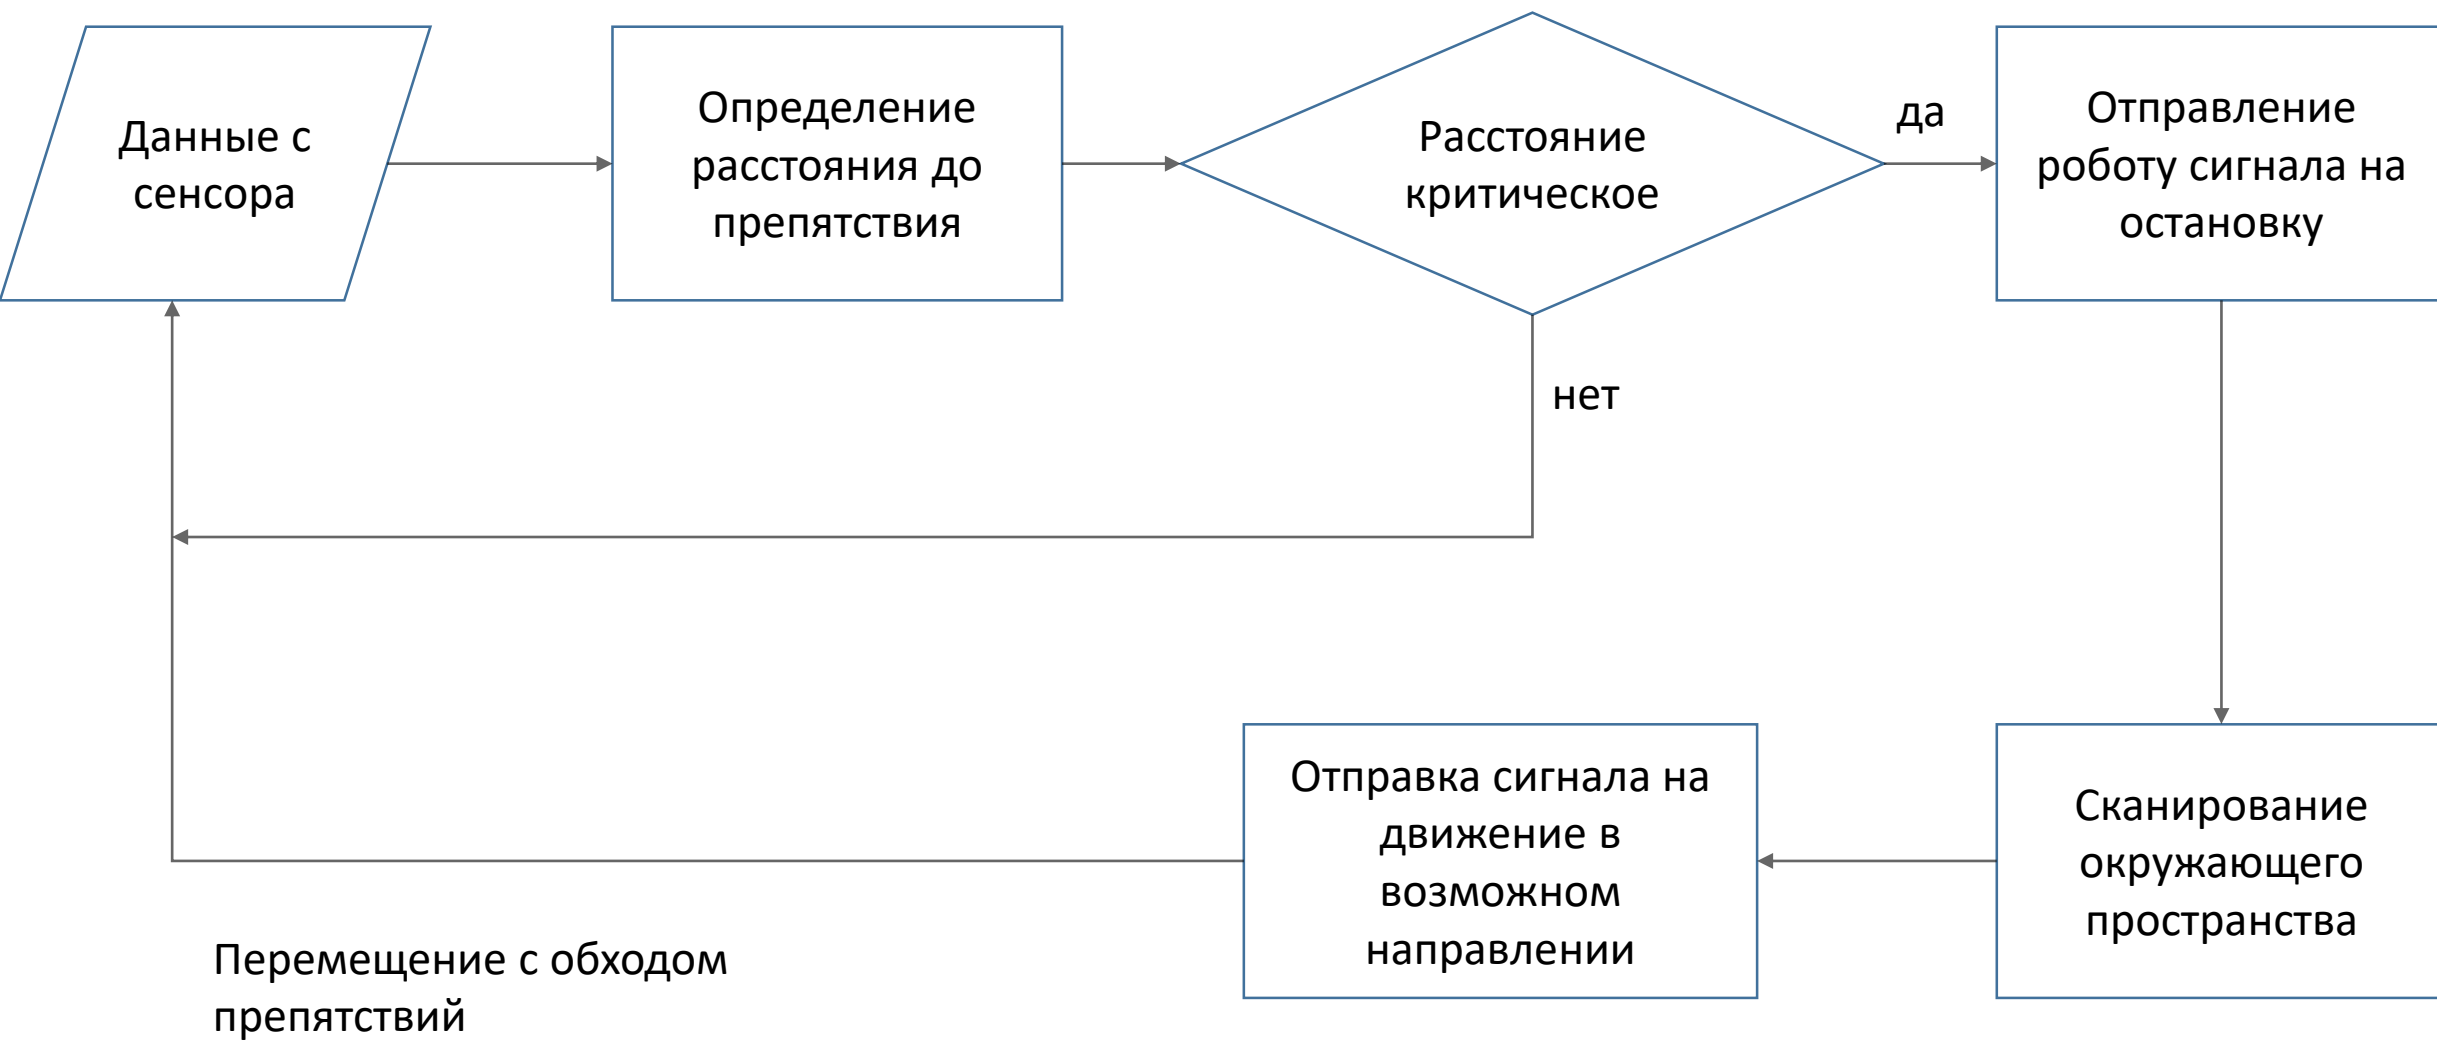 Данные с
сенсора
Определение
расстояния до
препятствия
Расстояние
критическое
да
Отправление
роботу сигнала на
остановку
нет
Отправка сигнала на
движение в
возможном
направлении
Сканирование
окружающего
пространства
Перемещение с обходом
препятствий